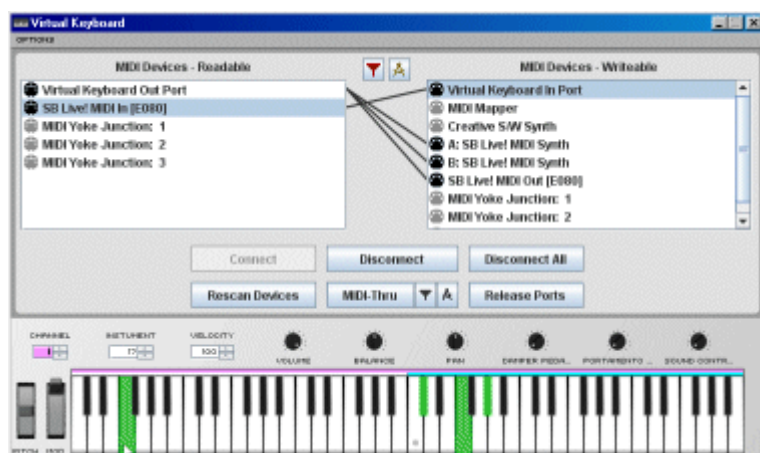 Virtual Keyboard
OPTIONS
MIDI Devices - Readable
MIDI Devices - Writeable
Virtual Keyboard Out Port
SB Live! MIDI In [E080]
MIDI Yoke Junction: 1
MIDI Yoke Junction: 2
MIDI Yoke Junction: 3
Virtual Keyboard In Port
MIDI Mapper
Creative S/W Synth
A: SB Live! MIDI Synth
B: SB Live! MIDI Synth
SB Live! MIDI Out [E080]
MIDI Yoke Junction: 1
MIDI Yoke Junction: 2
Connect
Disconnect
Disconnect All
Rescan Devices
MIDI-Thru
Release Ports
CHANNEL
INSTUMENT
VELOCITY
1
17
100
VOLUME
BALANCE
PAN
DAMPER PEDA...
PORTAMENTO ...
SOUND CONTR...
PITCH MOD